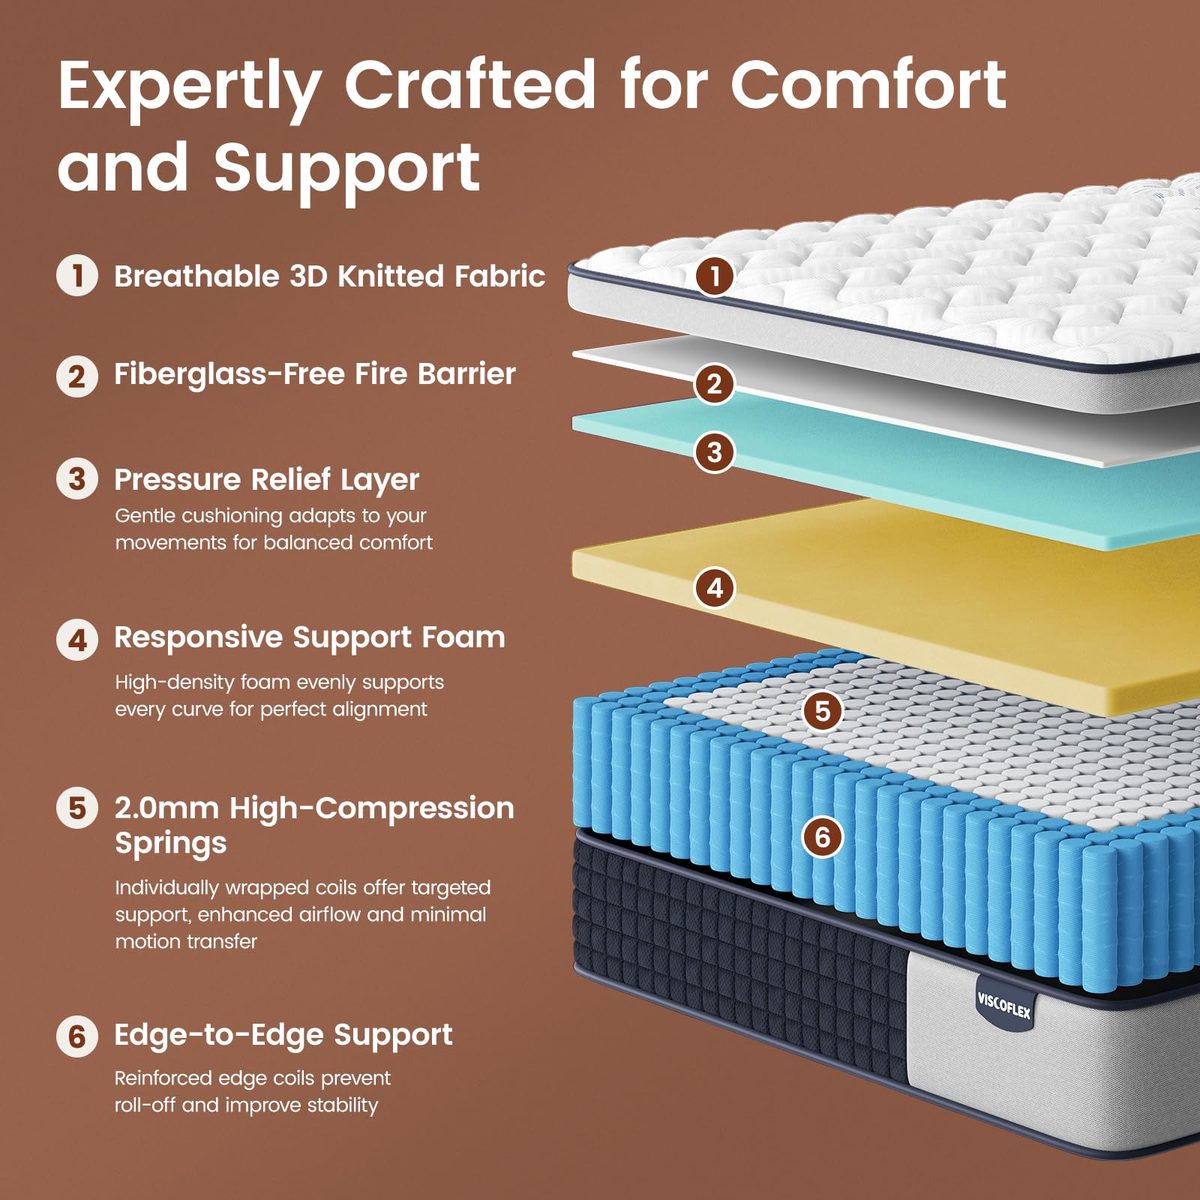 Expertly Crafted for Comfort
and Support
1 Breathable 3D Knitted Fabric
2 Fiberglass-Free Fire Barrier
3 Pressure Relief Layer
Gentle cushioning adapts to your
movements for balanced comfort
4 Responsive Support Foam
High-density foam evenly supports
every curve for perfect alignment
5 2.0mm High-Compression
Springs
Individually wrapped coils offer targeted
support, enhanced airflow and minimal
motion transfer
6 Edge-to-Edge Support
Reinforced edge coils prevent
roll-off and improve stability
1
2
3
4
5
6
VISCOFLEX